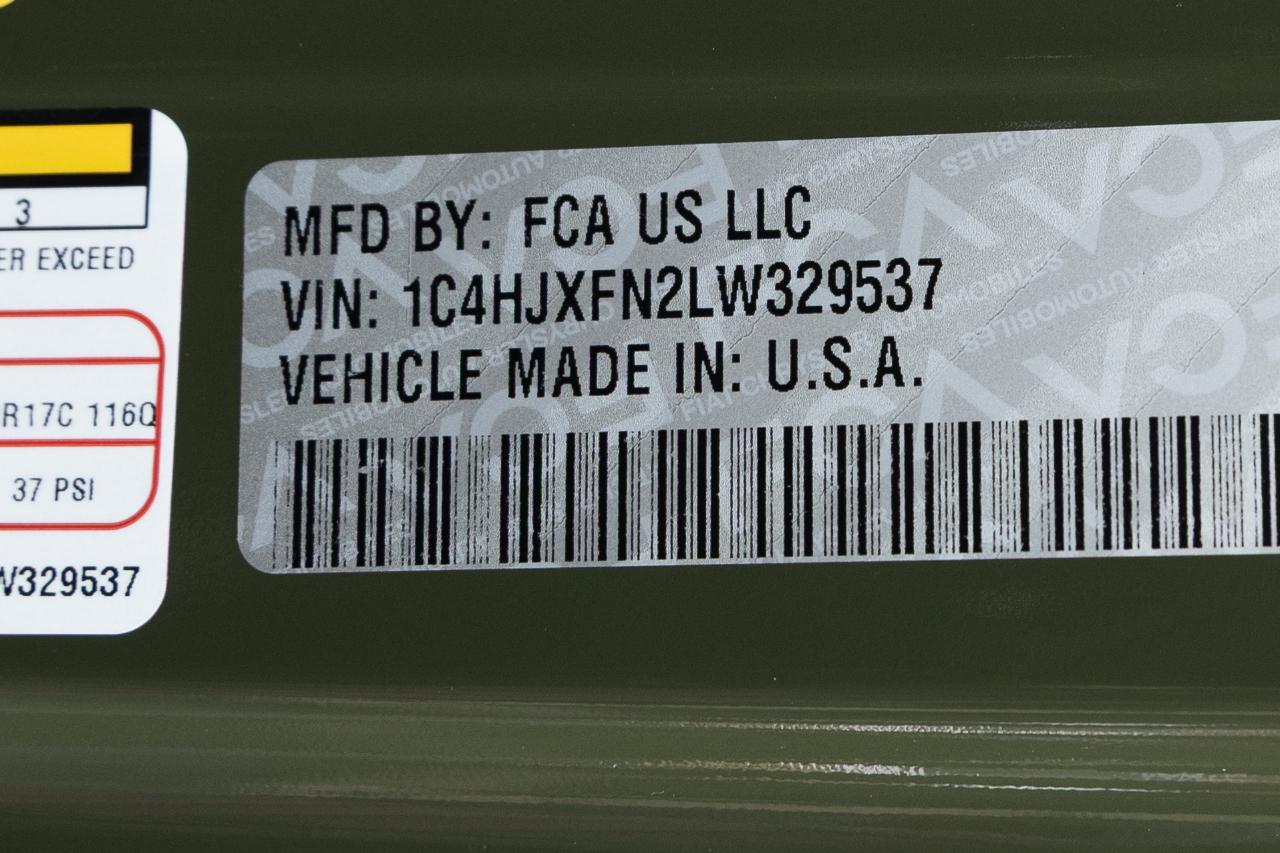 3
ER EXCEED
R17C 116Q
37 PSI
W329537
MFD BY: FCA US LLC
VIN: 1C4HJXFN2LW329537
VEHICLE MADE IN: U.S.A.